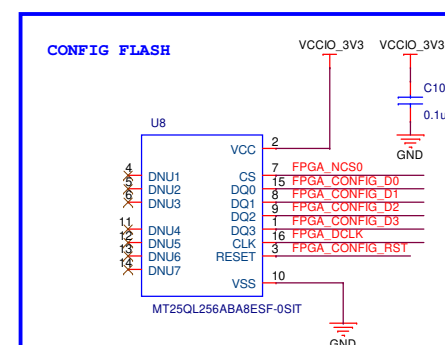 CONFIG FLASH
VCCIO_3V3 VCCIO_3V3
C10
0.1u
GND
U8
VCC 2
4 DNU1 CS 7 FPGA_NCS0
5 DNU2 DQ0 15 FPGA_CONFIG_D0
6 DNU3 DQ1 8 FPGA_CONFIG_D1
DQ2 9 FPGA_CONFIG_D2
11 DNU4 DQ3 1 FPGA_CONFIG_D3
12 DNU5 CLK 16 FPGA_DCLK
13 DNU6 RESET 3 FPGA_CONFIG_RST
14 DNU7
VSS 10
MT25QL256ABA8ESF-0SIT
GND